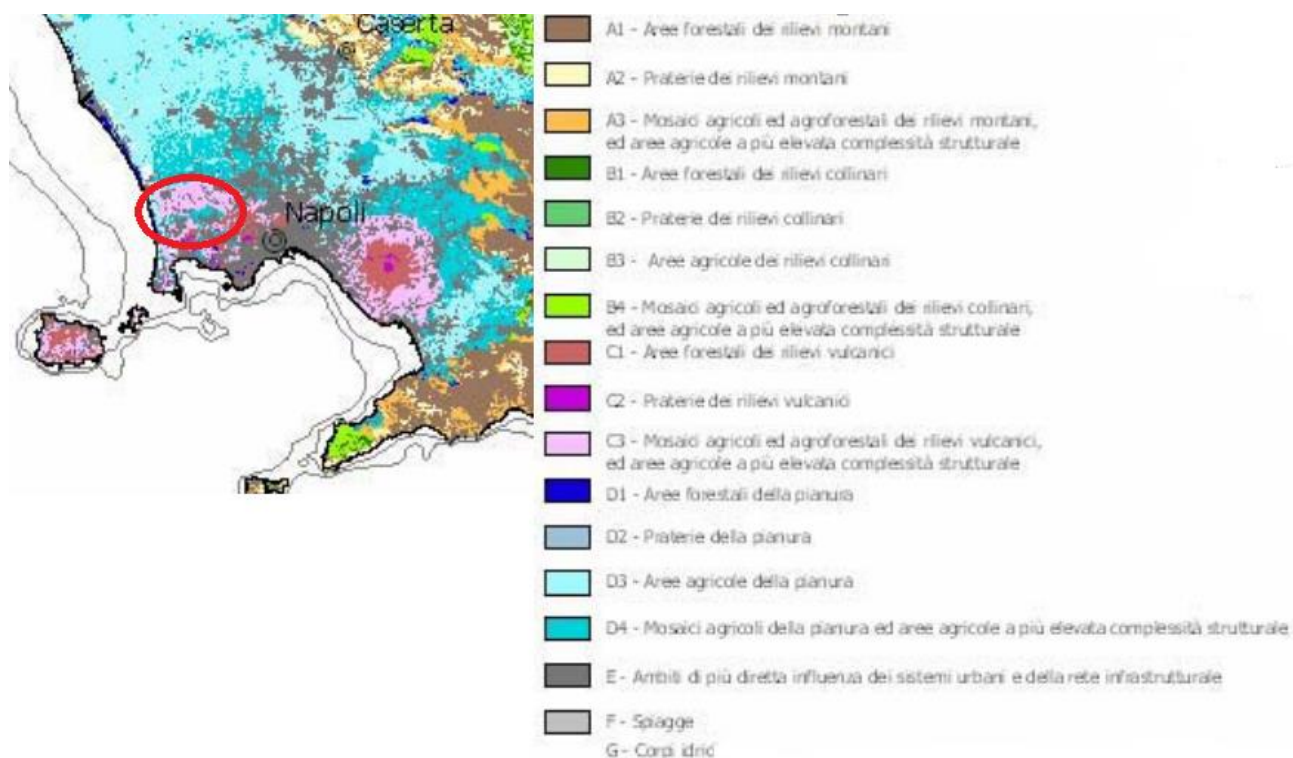 Caserta
Napoli
A1 - Aree forestali dei rilievi montani
A2 - Praterie dei rilievi montani
A3 - Mosaici agricoli ed agroforestali dei rilievi montani,
ed aree agricole a più elevata complessità strutturale
B1 - Aree forestali dei rilievi collinari
B2 - Praterie dei rilievi collinari
B3 - Aree agricole dei rilievi collinari
B4 - Mosaici agricoli ed agroforestali dei rilievi collinari,
ed aree agricole a più elevata complessità strutturale
C1 - Aree forestali dei rilievi vulcanici
C2 - Praterie dei rilievi vulcanici
C3 - Mosaici agricoli ed agroforestali dei rilievi vulcanici,
ed aree agricole a più elevata complessità strutturale
D1 - Aree forestali della pianura
D2 - Praterie della pianura
D3 - Aree agricole della pianura
D4 - Mosaici agricoli della pianura ed aree agricole a più elevata complessità strutturale
E - Ambiti di più diretta influenza dei sistemi urbani e della rete infrastrutturale
F - Spiagge
G - Corpi idrici